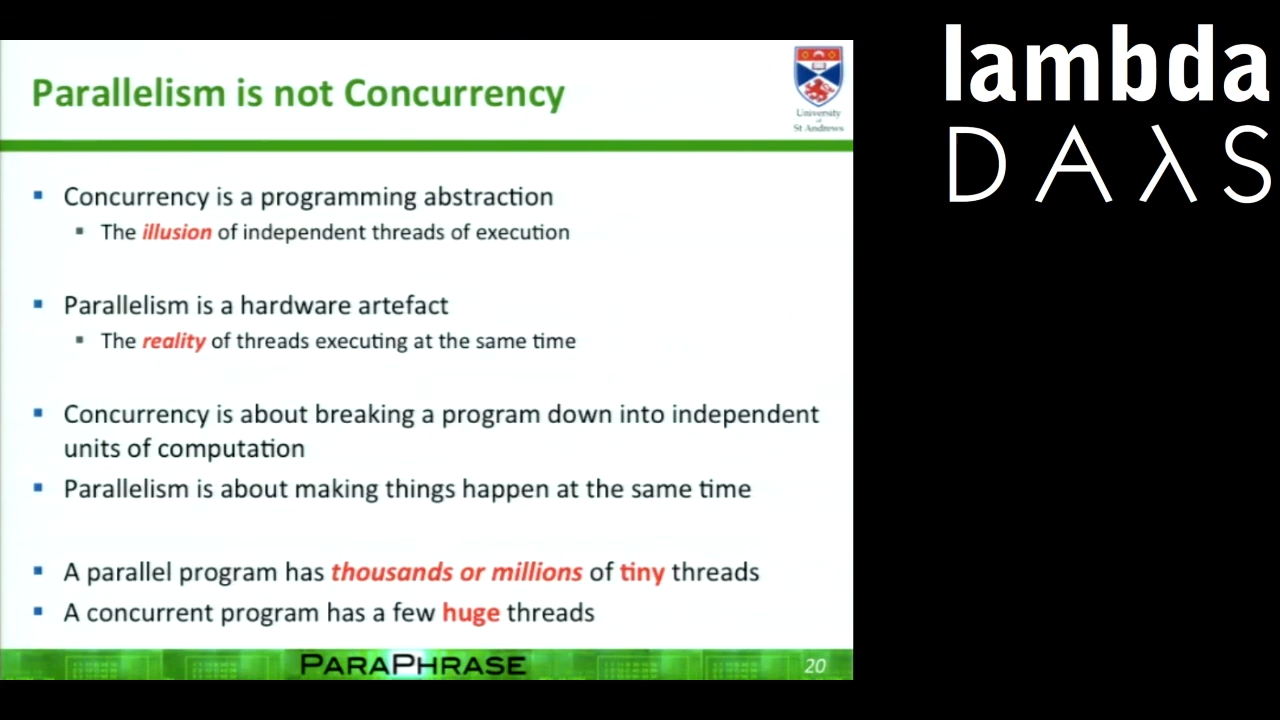 Parallelism is not Concurrency
University
of
St Andrews
Concurrency is a programming abstraction
The illusion of independent threads of execution
Parallelism is a hardware artefact
The reality of threads executing at the same time
Concurrency is about breaking a program down into independent
units of computation
Parallelism is about making things happen at the same time
A parallel program has thousands or millions of tiny threads
A concurrent program has a few huge threads
PARAPHRASE
20
lambda
DAλS